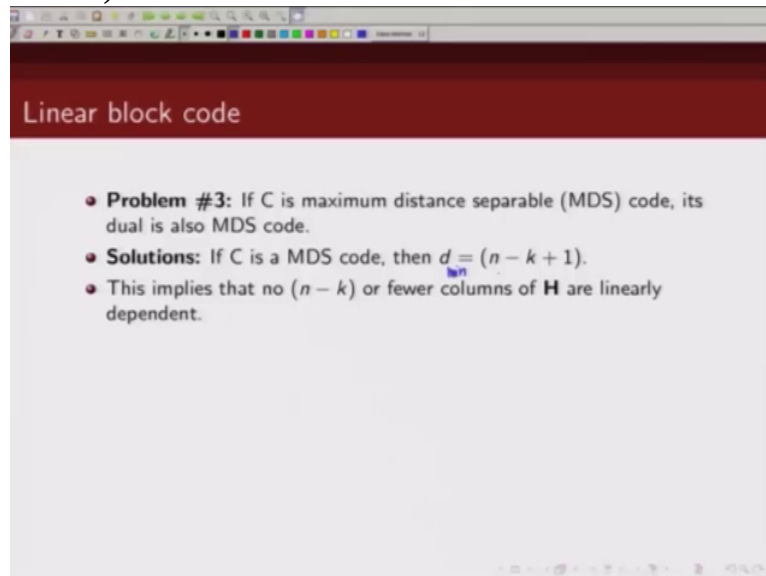 Linear block code
• Problem #3: If C is maximum distance separable (MDS) code, its
dual is also MDS code.
• Solutions: If C is a MDS code, then d = (n − k + 1).
min
• This implies that no (n − k) or fewer columns of H are linearly
dependent.